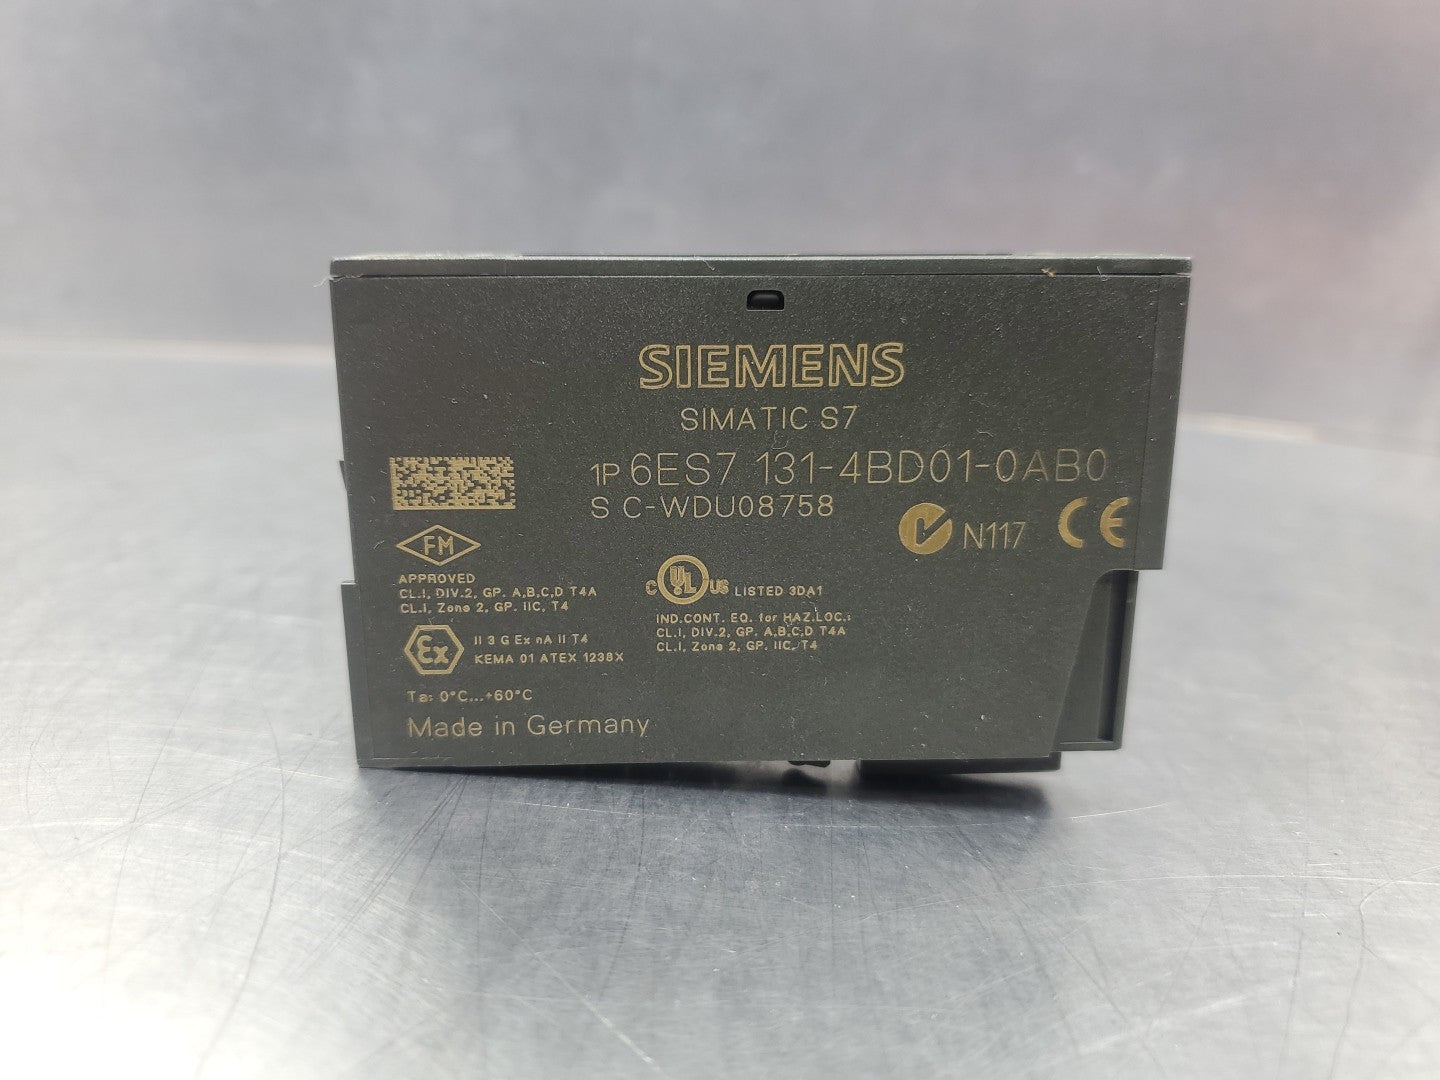 SIEMENS
SIMATIC S7
1P 6ES7 131-4BD01-0AB0
S C-WDU08758
N117 CE
FM
APPROVED
CL.I, DIV.2, GP. A,B,C,D T4A
CL.I, Zone 2, GP. IIC, T4
C UL US LISTED 3DA1
IND.CONT. EQ. for HAZ.LOC.:
CL.I, DIV.2, GP. A,B,C,D T4A
CL.I, Zone 2, GP. IIC, T4
Ex II 3 G Ex nA II T4
KEMA 01 ATEX 1238X
Ta: 0°C...+60°C
Made in Germany